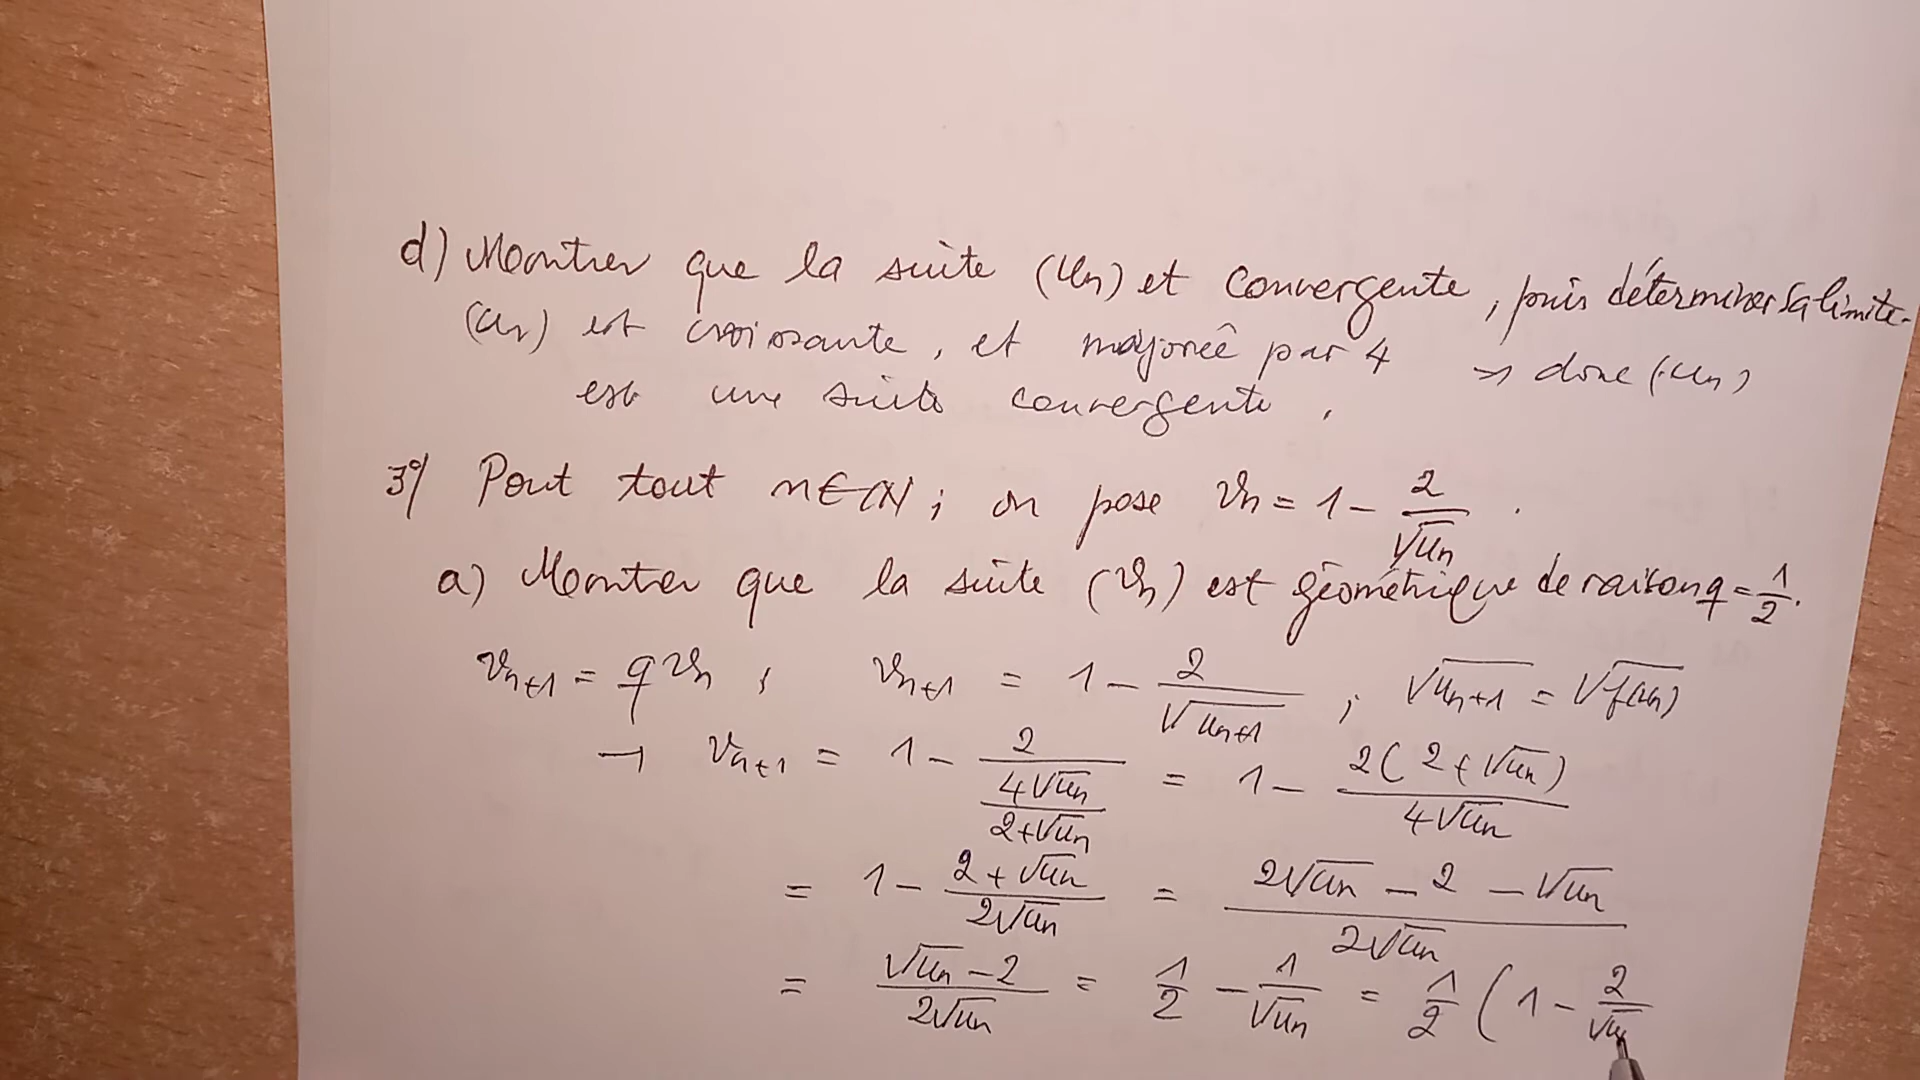 d) Montrer que la suite (Un) et convergente, puis déterminer sa limite.
(Un) est croissante, et majorée par 4 → donc (Un)
est une suite convergente.
3°/ Pout tout n∈IN ; on pose Vn = 1 - 2/√Un .
a) Montrer que la suite (Vn) est géométrique de raison q = 1/2.
Vn+1 = q Vn ; Vn+1 = 1 - 2/√Un+1 ; √Un+1 = √f(Un)
→ Vn+1 = 1 - 2/(4√Un/(2+√Un)) = 1 - 2(2+√Un)/4√Un
= 1 - (2+√Un)/2√Un = (2√Un - 2 - √Un)/2√Un
= (√Un - 2)/2√Un = 1/2 - 1/√Un = 1/2 (1 - 2/√u